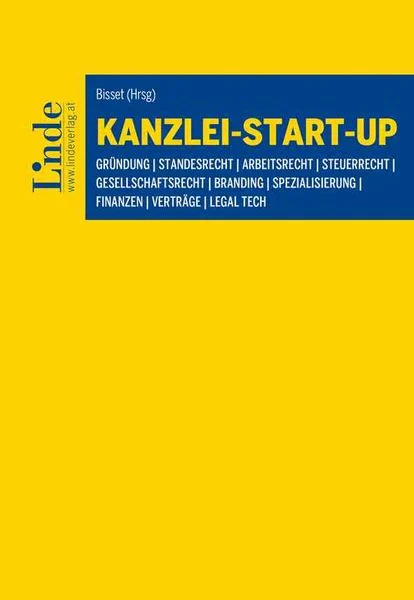 Linde
www.lindeverlag.at
Bisset (Hrsg)
KANZLEI-START-UP
GRÜNDUNG | STANDESRECHT | ARBEITSRECHT | STEUERRECHT |
GESELLSCHAFTSRECHT | BRANDING | SPEZIALISIERUNG |
FINANZEN | VERTRÄGE | LEGAL TECH